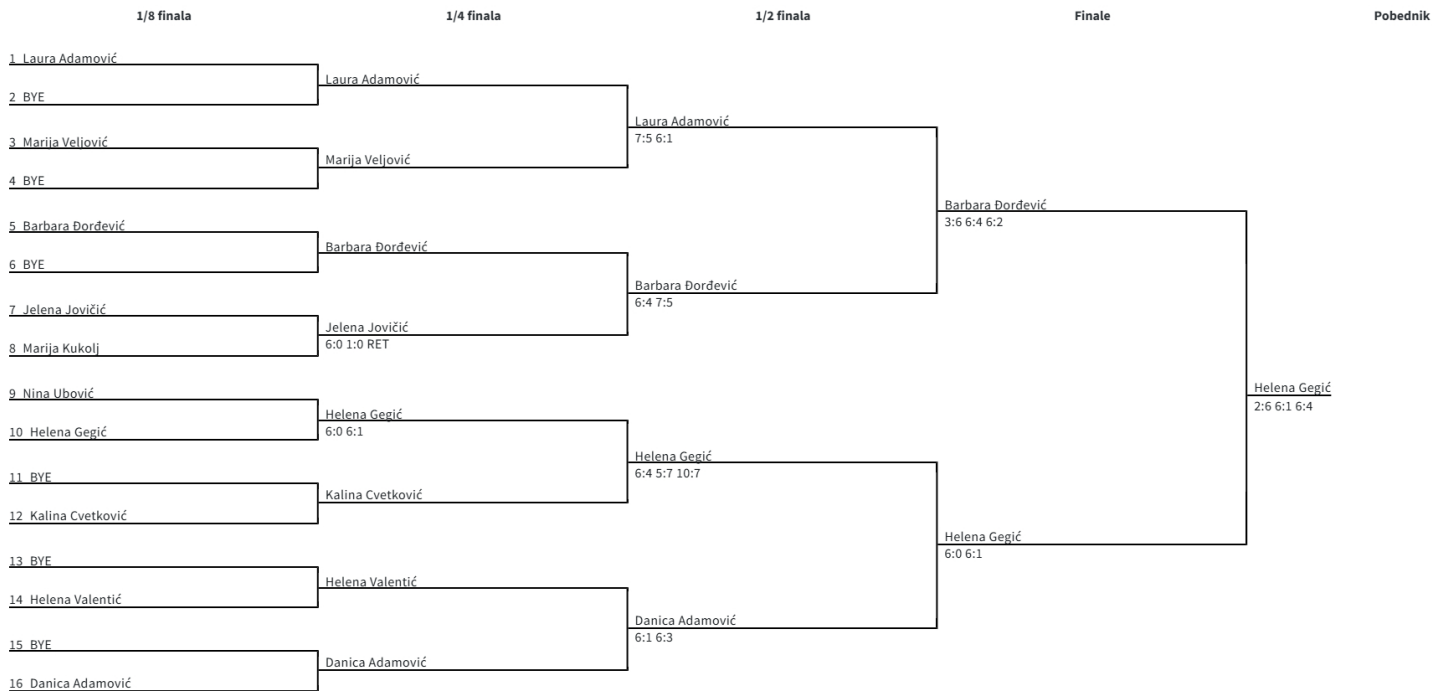 1/8 finala
1/4 finala
1/2 finala
Finale
Pobednik
1 Laura Adamović
2 BYE
3 Marija Veljović
4 BYE
5 Barbara Đorđević
6 BYE
7 Jelena Jovičić
8 Marija Kukolj
9 Nina Ubović
10 Helena Gegić
11 BYE
12 Kalina Cvetković
13 BYE
14 Helena Valentić
15 BYE
16 Danica Adamović
Laura Adamović
Marija Veljović
Barbara Đorđević
Jelena Jovičić
6:0 1:0 RET
Helena Gegić
6:0 6:1
Kalina Cvetković
Helena Valentić
Danica Adamović
Laura Adamović
7:5 6:1
Barbara Đorđević
6:4 7:5
Helena Gegić
6:4 5:7 10:7
Danica Adamović
6:1 6:3
Barbara Đorđević
3:6 6:4 6:2
Helena Gegić
6:0 6:1
Helena Gegić
2:6 6:1 6:4